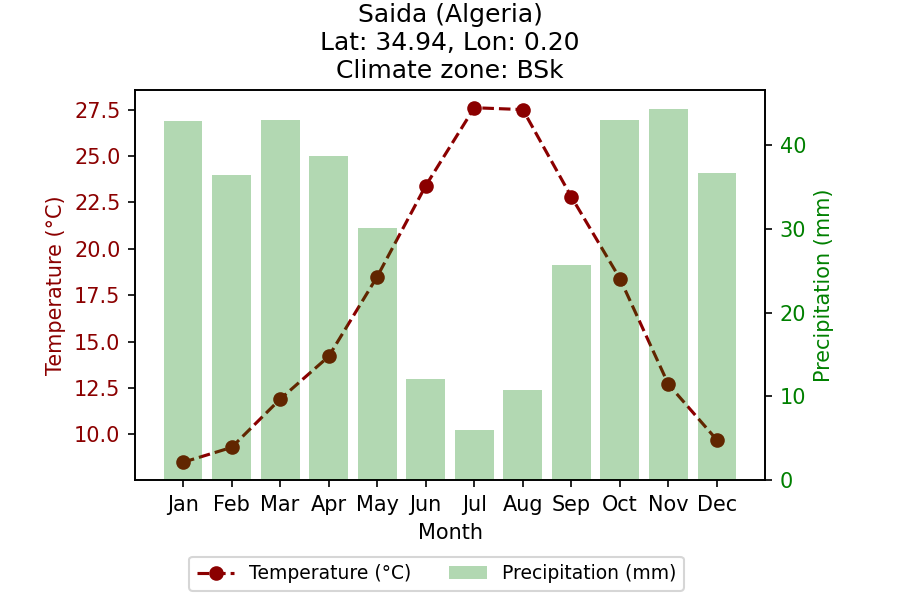 Saida (Algeria)
Lat: 34.94, Lon: 0.20
Climate zone: BSk
Temperature (°C)
27.5
25.0
22.5
20.0
17.5
15.0
12.5
10.0
40
30
20
10
0
Precipitation (mm)
Jan Feb Mar Apr May Jun Jul Aug Sep Oct Nov Dec
Month
Temperature (°C) Precipitation (mm)